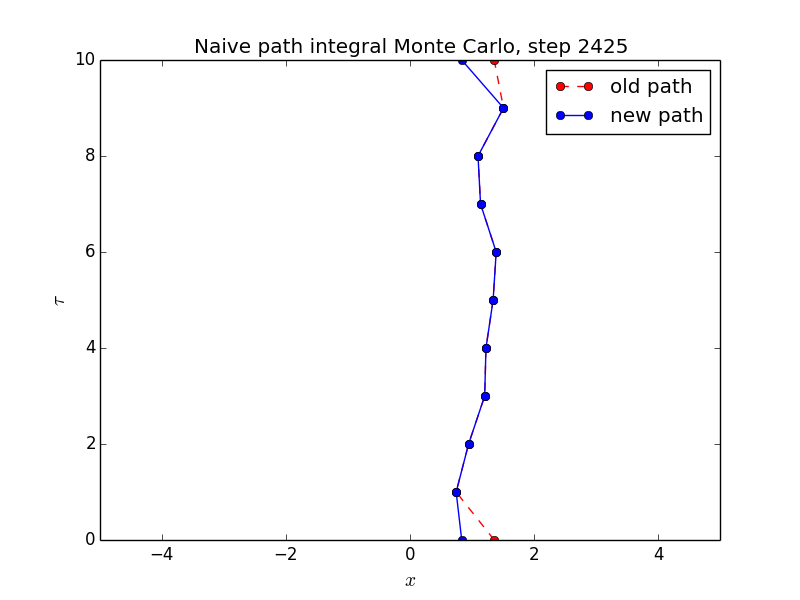 Naive path integral Monte Carlo, step 2425
old path
new path
10
8
6
4
2
0
τ
−4
−2
0
2
4
x